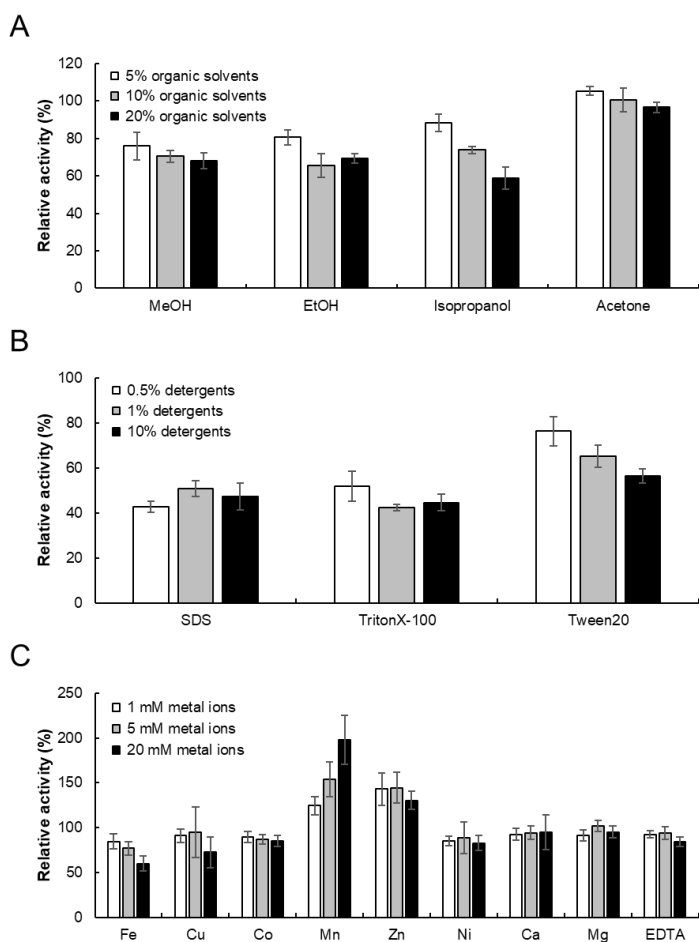 A
120
100
80
60
40
20
0
Relative activity (%)
5% organic solvents
10% organic solvents
20% organic solvents
MeOH EtOH Isopropanol Acetone
B
100
80
60
40
20
0
Relative activity (%)
0.5% detergents
1% detergents
10% detergents
SDS TritonX-100 Tween20
C
250
200
150
100
50
0
Relative activity (%)
1 mM metal ions
5 mM metal ions
20 mM metal ions
Fe Cu Co Mn Zn Ni Ca Mg EDTA